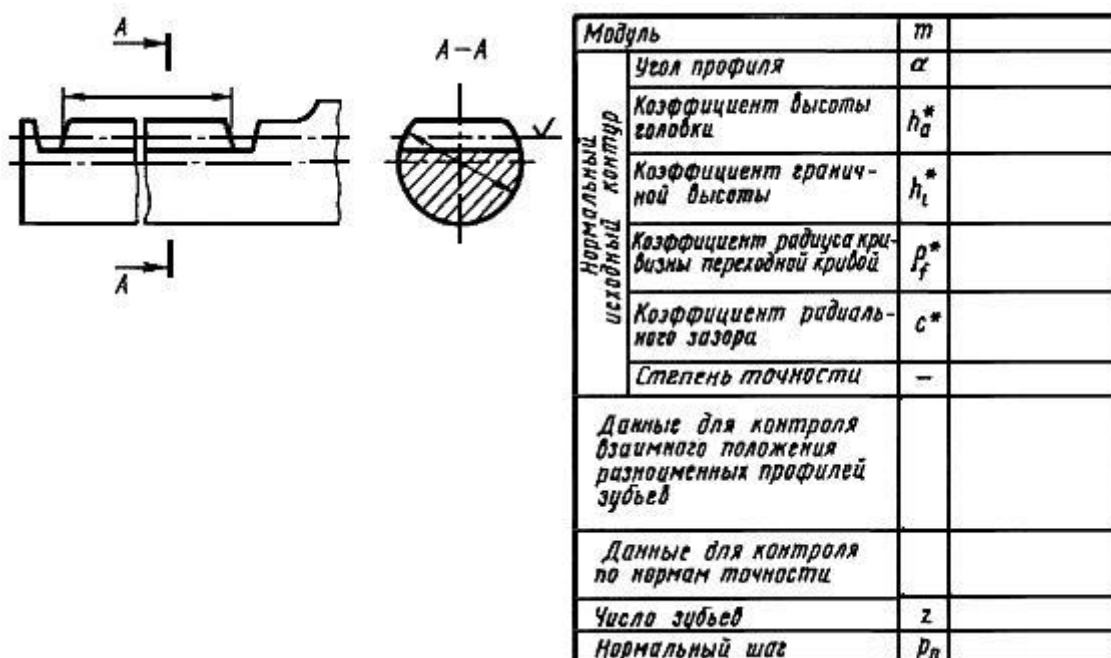 A
A
A-A
Модуль
m
Нормальный
исходный контур
Угол профиля
α
Коэффициент высоты
головки
h*a
Коэффициент гранич-
ной высоты
h*l
Коэффициент радиуса кри-
визны переходной кривой
ρ*f
Коэффициент радиаль-
ного зазора
c*
Степень точности
–
Данные для контроля
взаимного положения
разноименных профилей
зубьев
Данные для контроля
по нормам точности
Число зубьев
z
Нормальный шаг
pn